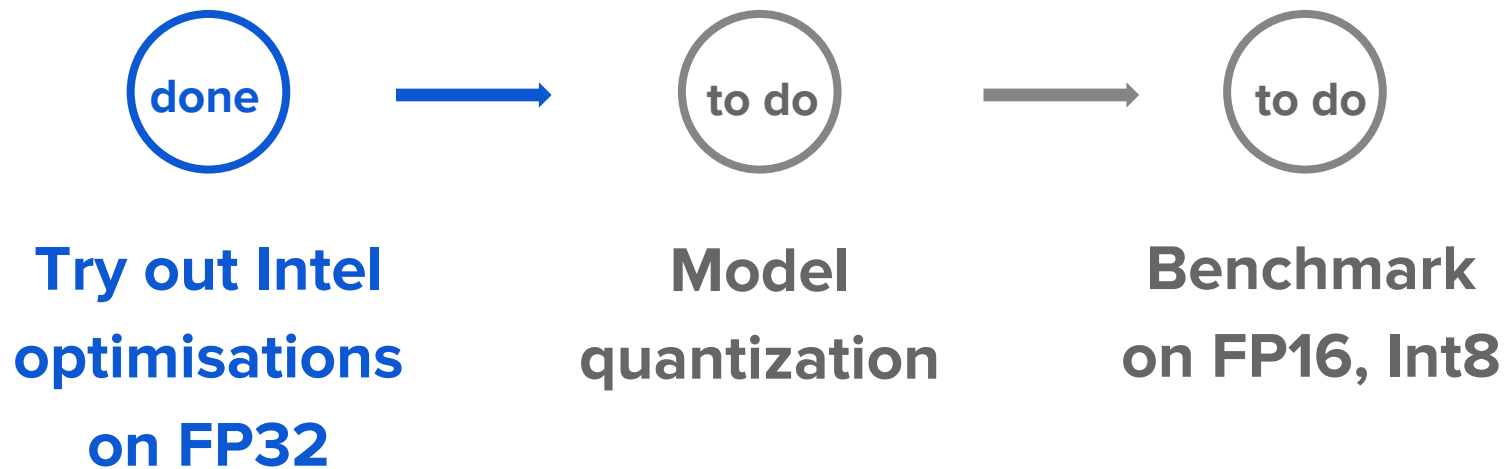 done
to do
to do
Try out Intel
optimisations
on FP32
Model
quantization
Benchmark
on FP16, Int8